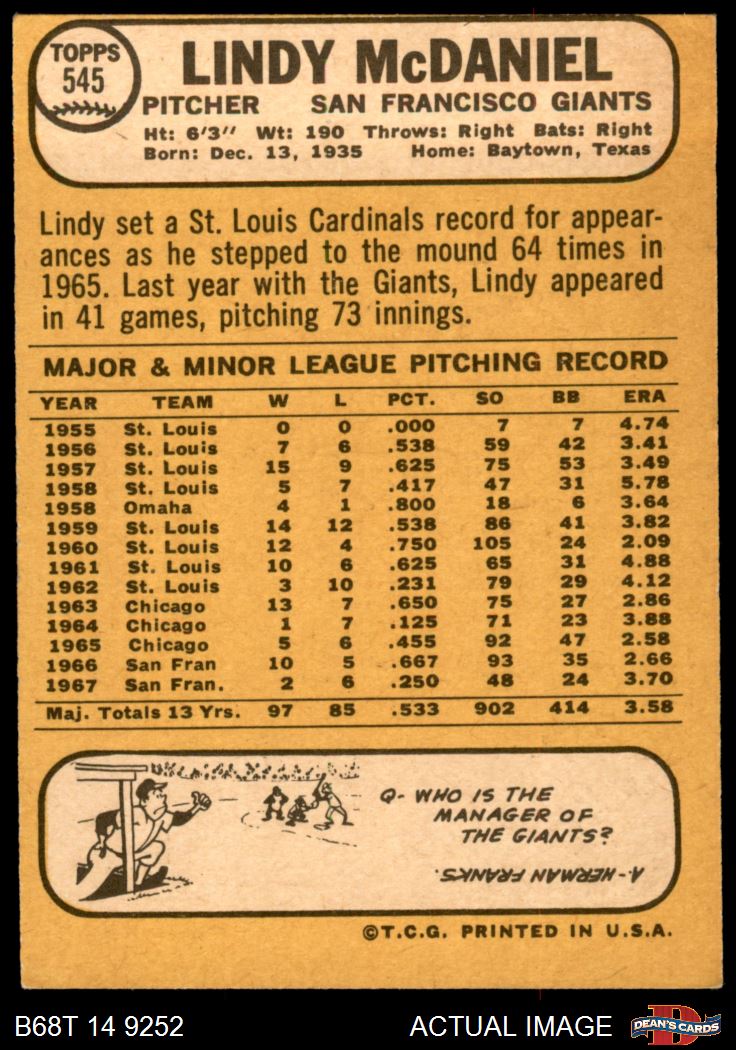 TOPPS
545
LINDY McDANIEL
PITCHER SAN FRANCISCO GIANTS
Ht: 6'3" Wt: 190 Throws: Right Bats: Right
Born: Dec. 13, 1935 Home: Baytown, Texas
Lindy set a St. Louis Cardinals record for appear-
ances as he stepped to the mound 64 times in
1965. Last year with the Giants, Lindy appeared
in 41 games, pitching 73 innings.
MAJOR & MINOR LEAGUE PITCHING RECORD
YEAR TEAM W L PCT. SO BB ERA
1955 St. Louis 0 0 .000 7 7 4.74
1956 St. Louis 7 6 .538 59 42 3.41
1957 St. Louis 15 9 .625 75 53 3.49
1958 St. Louis 5 7 .417 47 31 5.78
1958 Omaha 4 1 .800 18 6 3.64
1959 St. Louis 14 12 .538 86 41 3.82
1960 St. Louis 12 4 .750 105 24 2.09
1961 St. Louis 10 6 .625 65 31 4.88
1962 St. Louis 3 10 .231 79 29 4.12
1963 Chicago 13 7 .650 75 27 2.86
1964 Chicago 1 7 .125 71 23 3.88
1965 Chicago 5 6 .455 92 47 2.58
1966 San Fran 10 5 .667 93 35 2.66
1967 San Fran. 2 6 .250 48 24 3.70
Maj. Totals 13 Yrs. 97 85 .533 902 414 3.58
Q- WHO IS THE
MANAGER OF
THE GIANTS?
A-HERMAN FRANKS.
©T.C.G. PRINTED IN U.S.A.
B68T 14 9252 ACTUAL IMAGE
DEAN'S CARDS